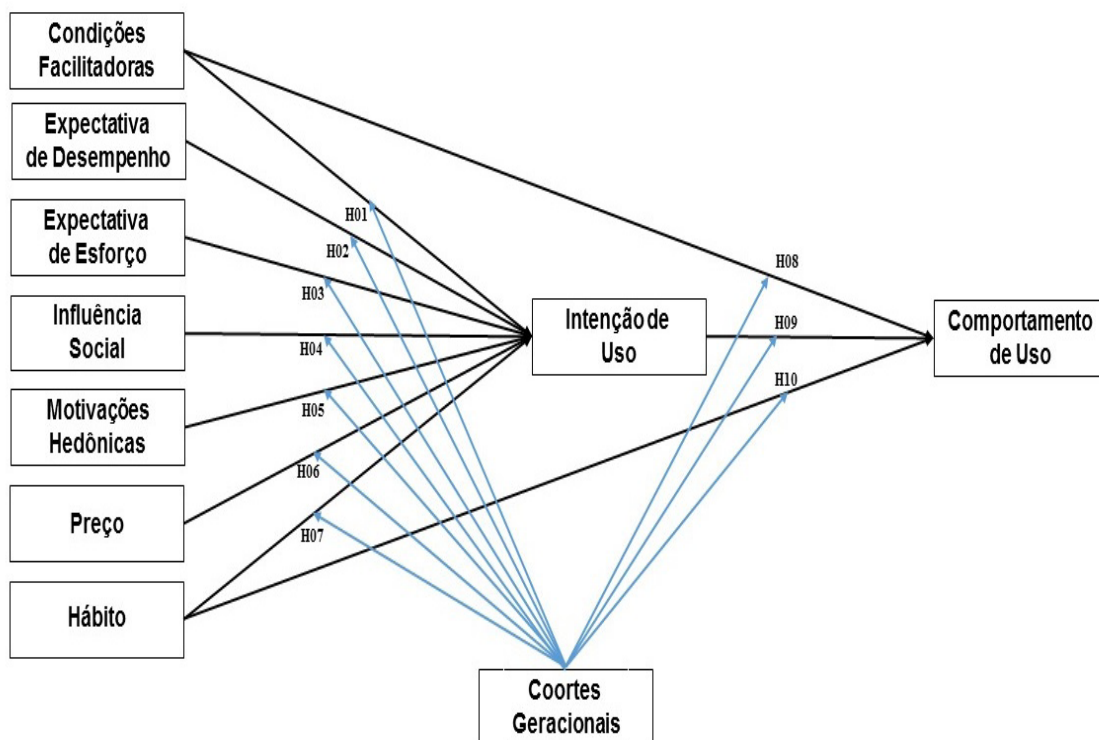 Condições
Facilitadoras
Expectativa
de Desempenho
Expectativa
de Esforço
Influência
Social
Motivações
Hedônicas
Preço
Hábito
H01
H02
H03
H04
H05
H06
H07
Intenção de
Uso
H08
H09
H10
Comportamento
de Uso
Coortes
Geracionais